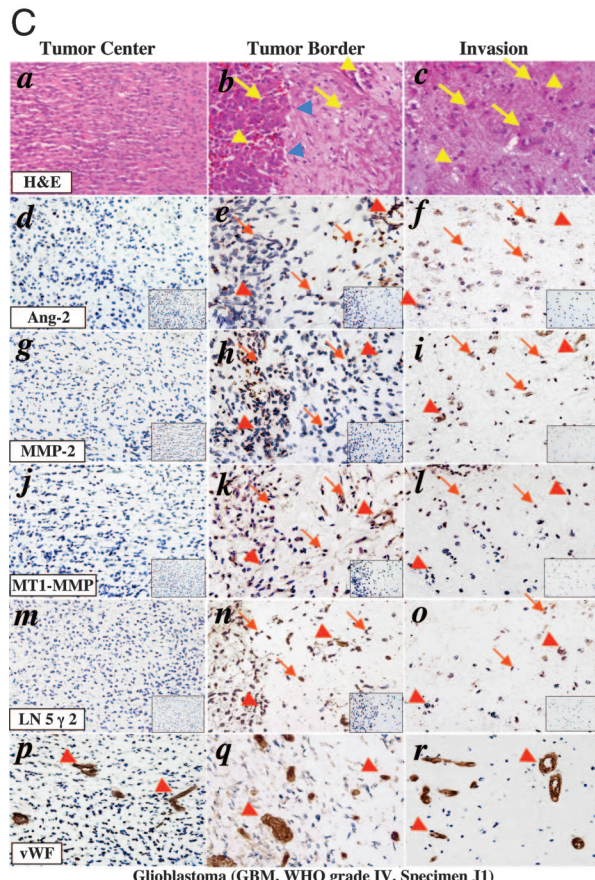 C
Tumor Center Tumor Border Invasion
a b c
H&E
d e f
Ang-2
g h i
MMP-2
j k l
MT1-MMP
m n o
LN 5 γ 2
p q r
vWF
Glioblastoma (GBM, WHO grade IV, Specimen J1)